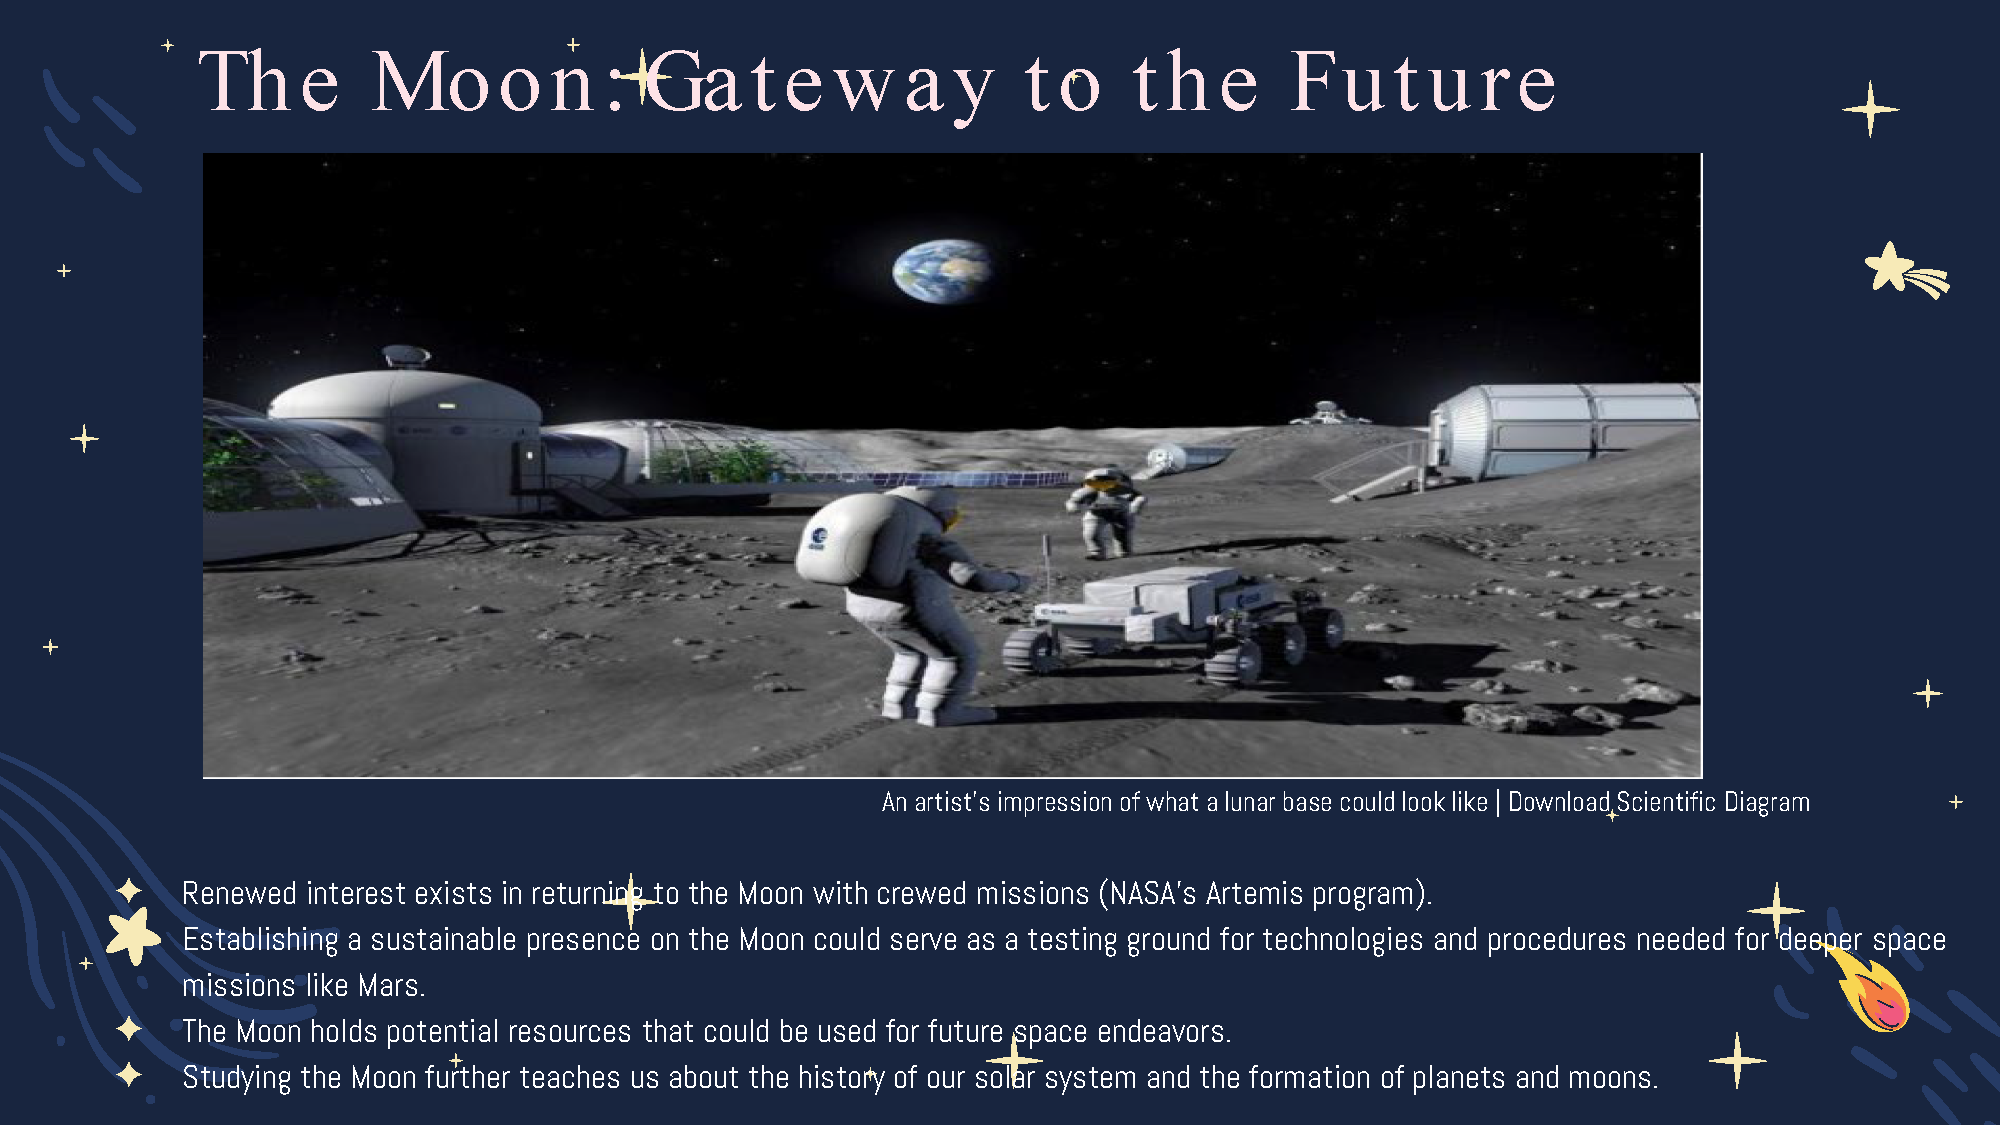 The Moon: Gateway to the Future
An artist's impression of what a lunar base could look like | Download Scientific Diagram
Renewed interest exists in returning to the Moon with crewed missions (NASA's Artemis program).
Establishing a sustainable presence on the Moon could serve as a testing ground for technologies and procedures needed for deeper space
missions like Mars.
The Moon holds potential resources that could be used for future space endeavors.
Studying the Moon further teaches us about the history of our solar system and the formation of planets and moons.